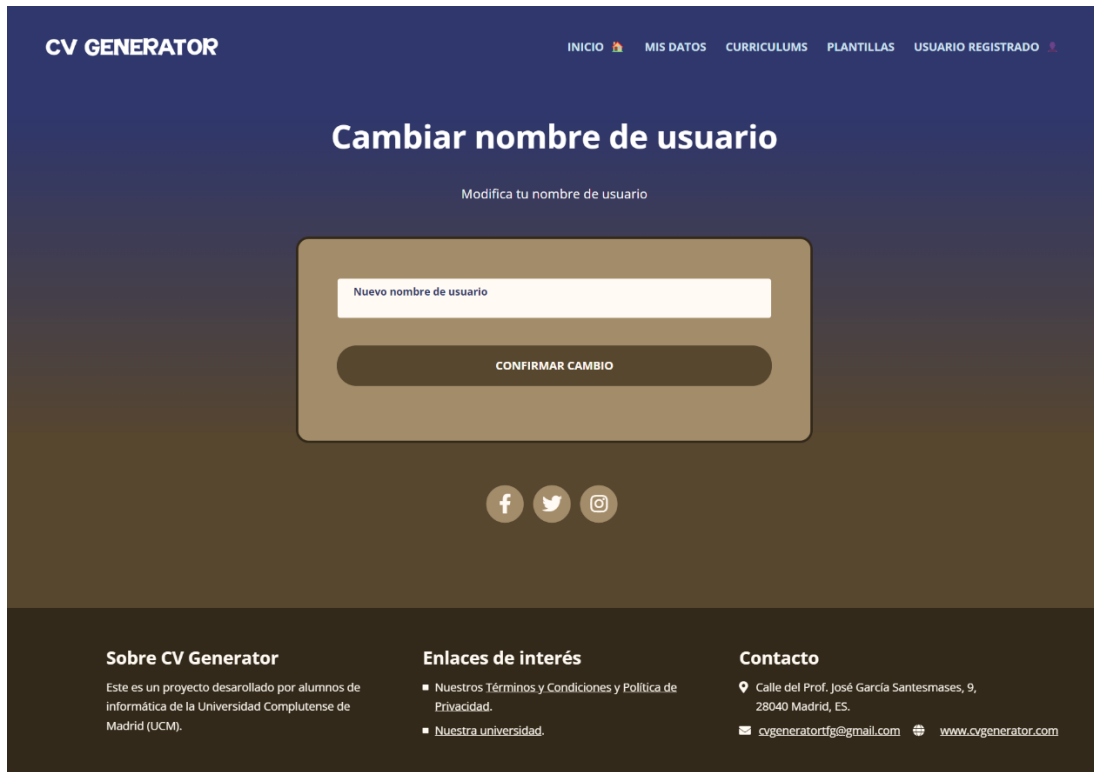 CV GENERATOR
INICIO MIS DATOS CURRICULUMS PLANTILLAS USUARIO REGISTRADO
Cambiar nombre de usuario
Modifica tu nombre de usuario
Nuevo nombre de usuario
CONFIRMAR CAMBIO
Sobre CV Generator
Este es un proyecto desarollado por alumnos de
informática de la Universidad Complutense de
Madrid (UCM).
Enlaces de interés
Nuestros Términos y Condiciones y Política de
Privacidad.
Nuestra universidad.
Contacto
Calle del Prof. José García Santesmases, 9,
28040 Madrid, ES.
cvgeneratortfg@gmail.com www.cvgenerator.com